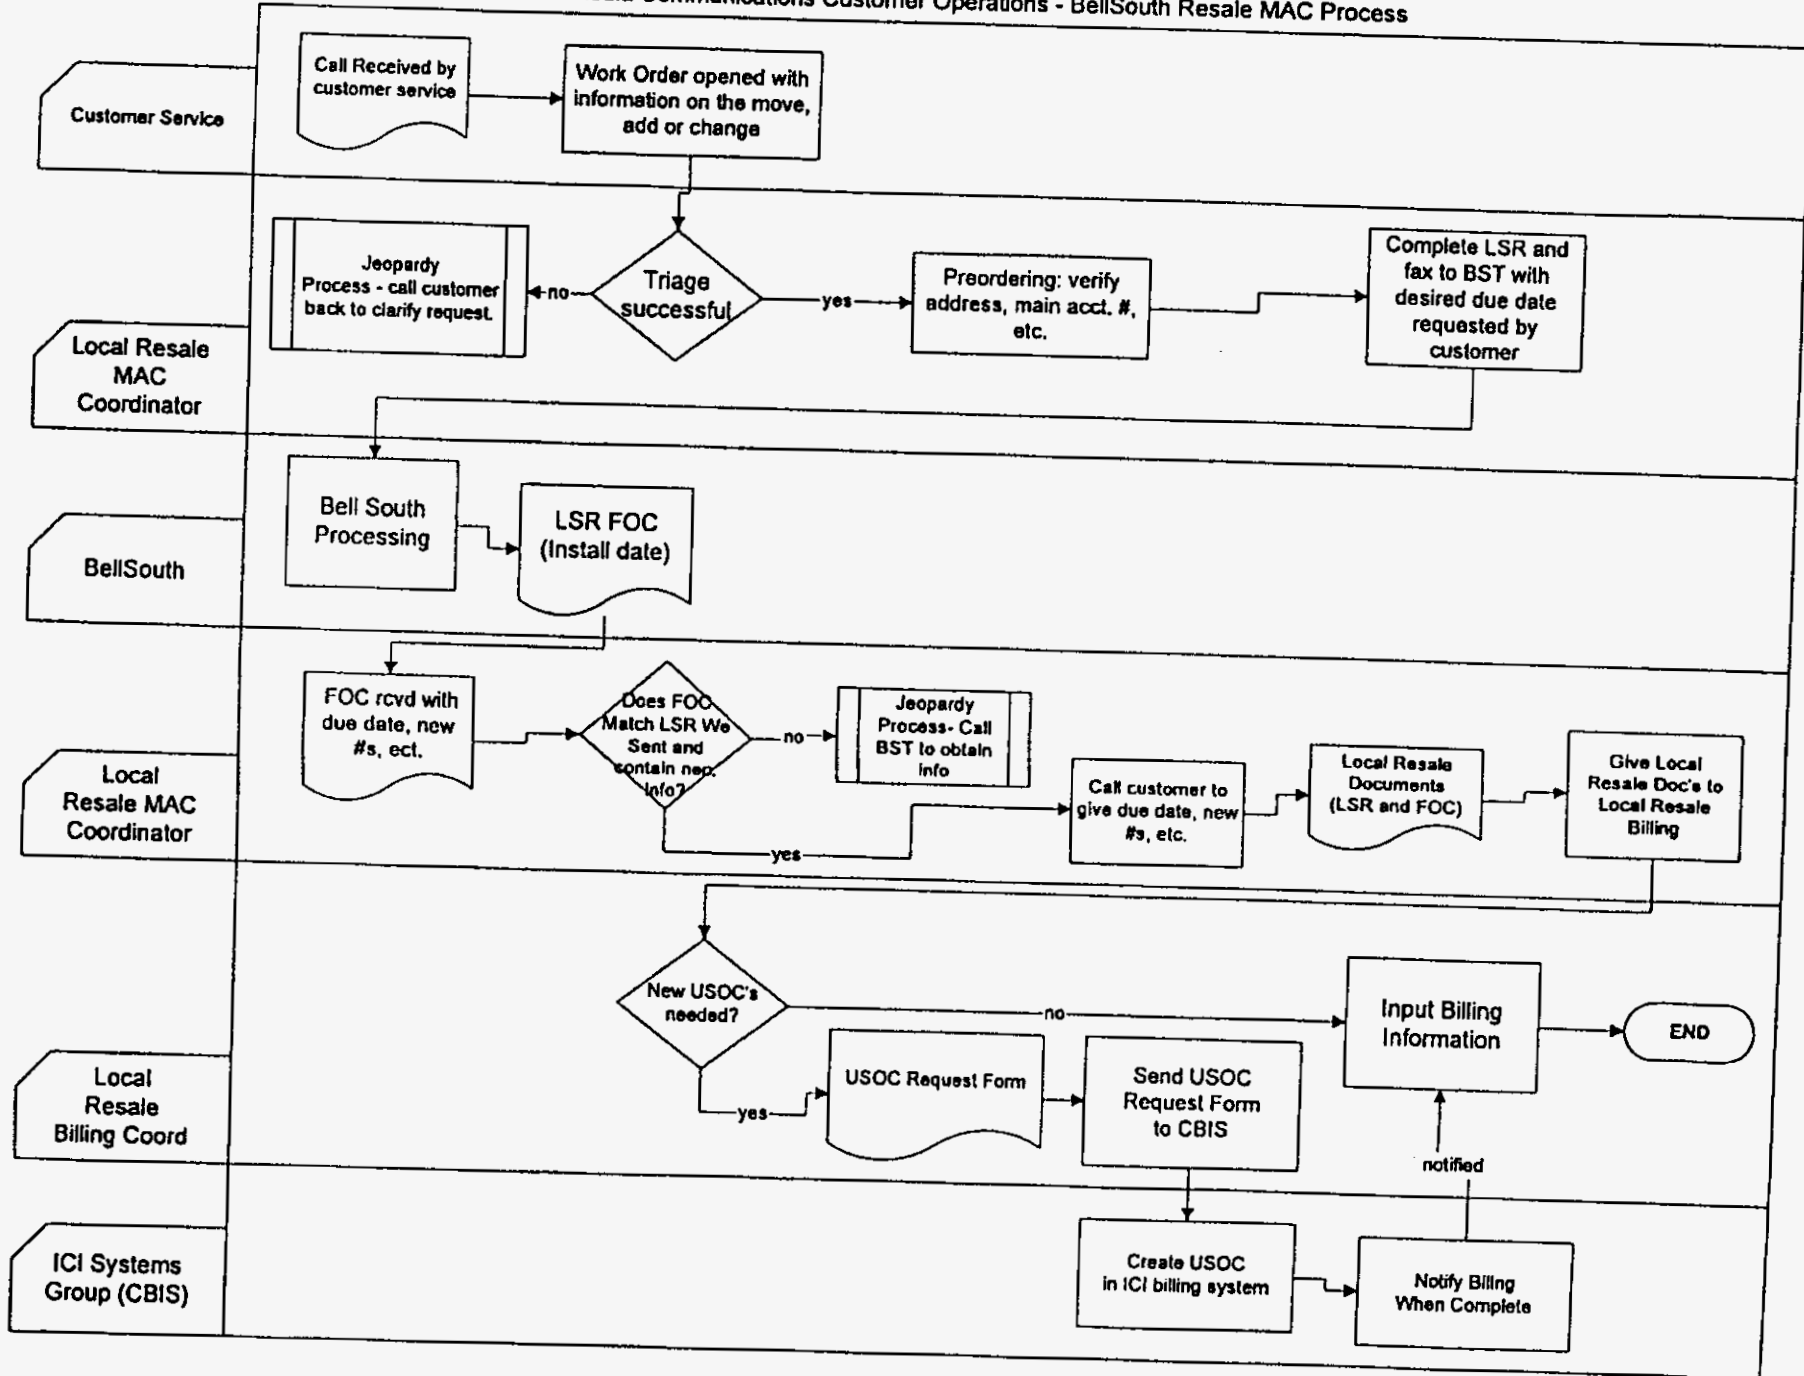 Communications Customer Operations - BellSouth Resale MAC Process
Customer Service
Call Received by
customer service
Work Order opened with
information on the move,
add or change
Local Resale
MAC
Coordinator
Jeopardy
Process - call customer
back to clarify request.
no
Triage
successful
yes
Preordering: verify
address, main acct. #,
etc.
Complete LSR and
fax to BST with
desired due date
requested by
customer
BellSouth
Bell South
Processing
LSR FOC
(Install date)
Local
Resale MAC
Coordinator
FOC rcvd with
due date, new
#s, ect.
Does FOC
Match LSR We
Sent and
contain nep.
Info?
no
yes
Jeopardy
Process- Call
BST to obtain
info
Call customer to
give due date, new
#s, etc.
Local Resale
Documents
(LSR and FOC)
Give Local
Resale Doc's to
Local Resale
Billing
Local
Resale
Billing Coord
New USOC's
needed?
no
yes
USOC Request Form
Send USOC
Request Form
to CBIS
Input Billing
Information
END
notified
ICI Systems
Group (CBIS)
Create USOC
in ICI billing system
Notify Billng
When Complete